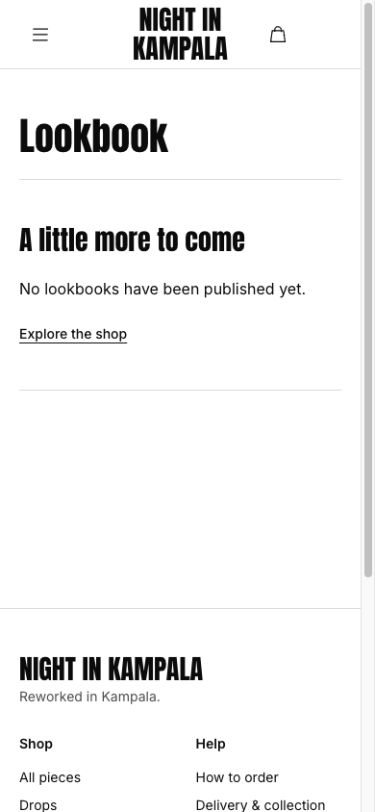 NIGHT IN
KAMPALA
Lookbook
A little more to come
No lookbooks have been published yet.
Explore the shop
NIGHT IN KAMPALA
Reworked in Kampala.
Shop
Help
All pieces
How to order
Drops
Delivery & collection